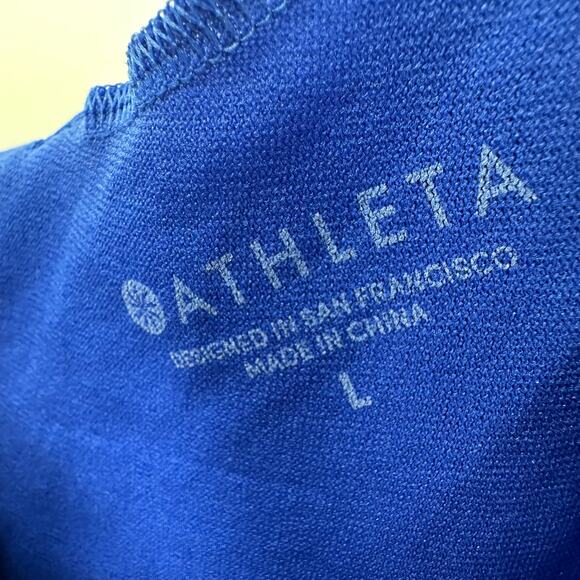 ATHLETA
DESIGNED IN SAN FRANCISCO
MADE IN CHINA
L